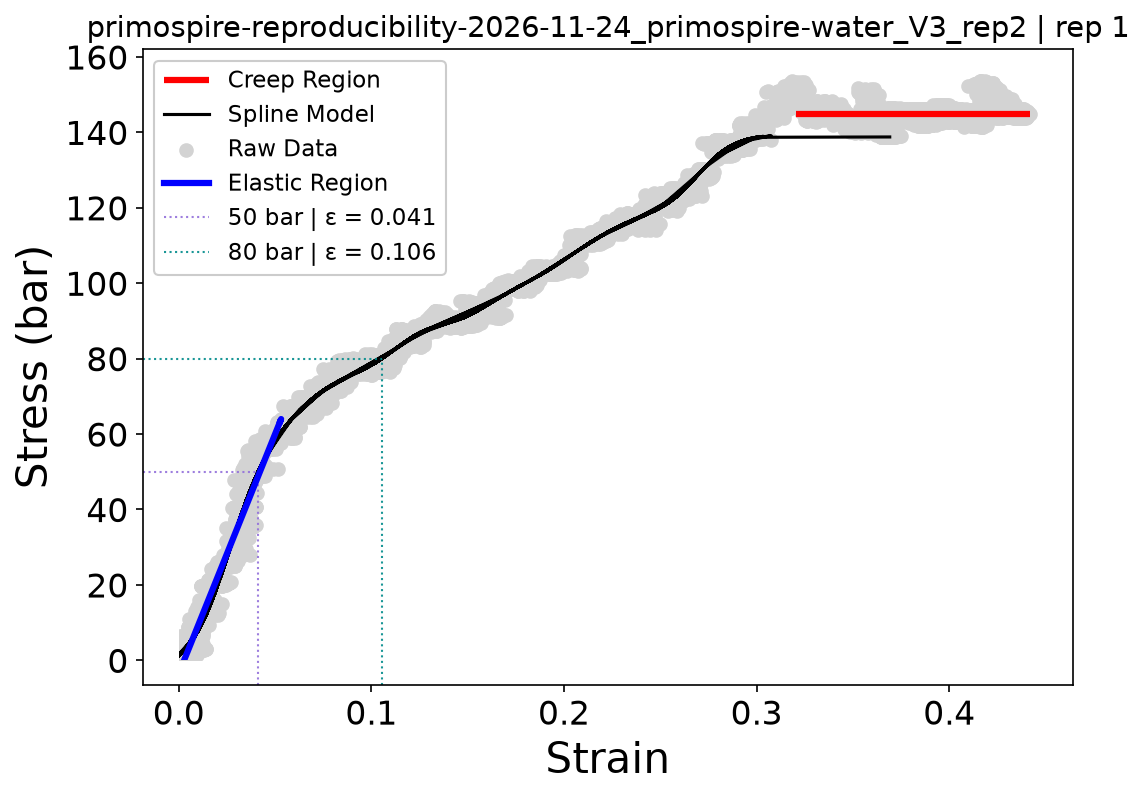 primospire-reproducibility-2026-11-24_primospire-water_V3_rep2 | rep 1
Creep Region
Spline Model
Raw Data
Elastic Region
50 bar | ε = 0.041
80 bar | ε = 0.106
160
140
120
100
80
60
40
20
0
Stress (bar)
0.0 0.1 0.2 0.3 0.4
Strain